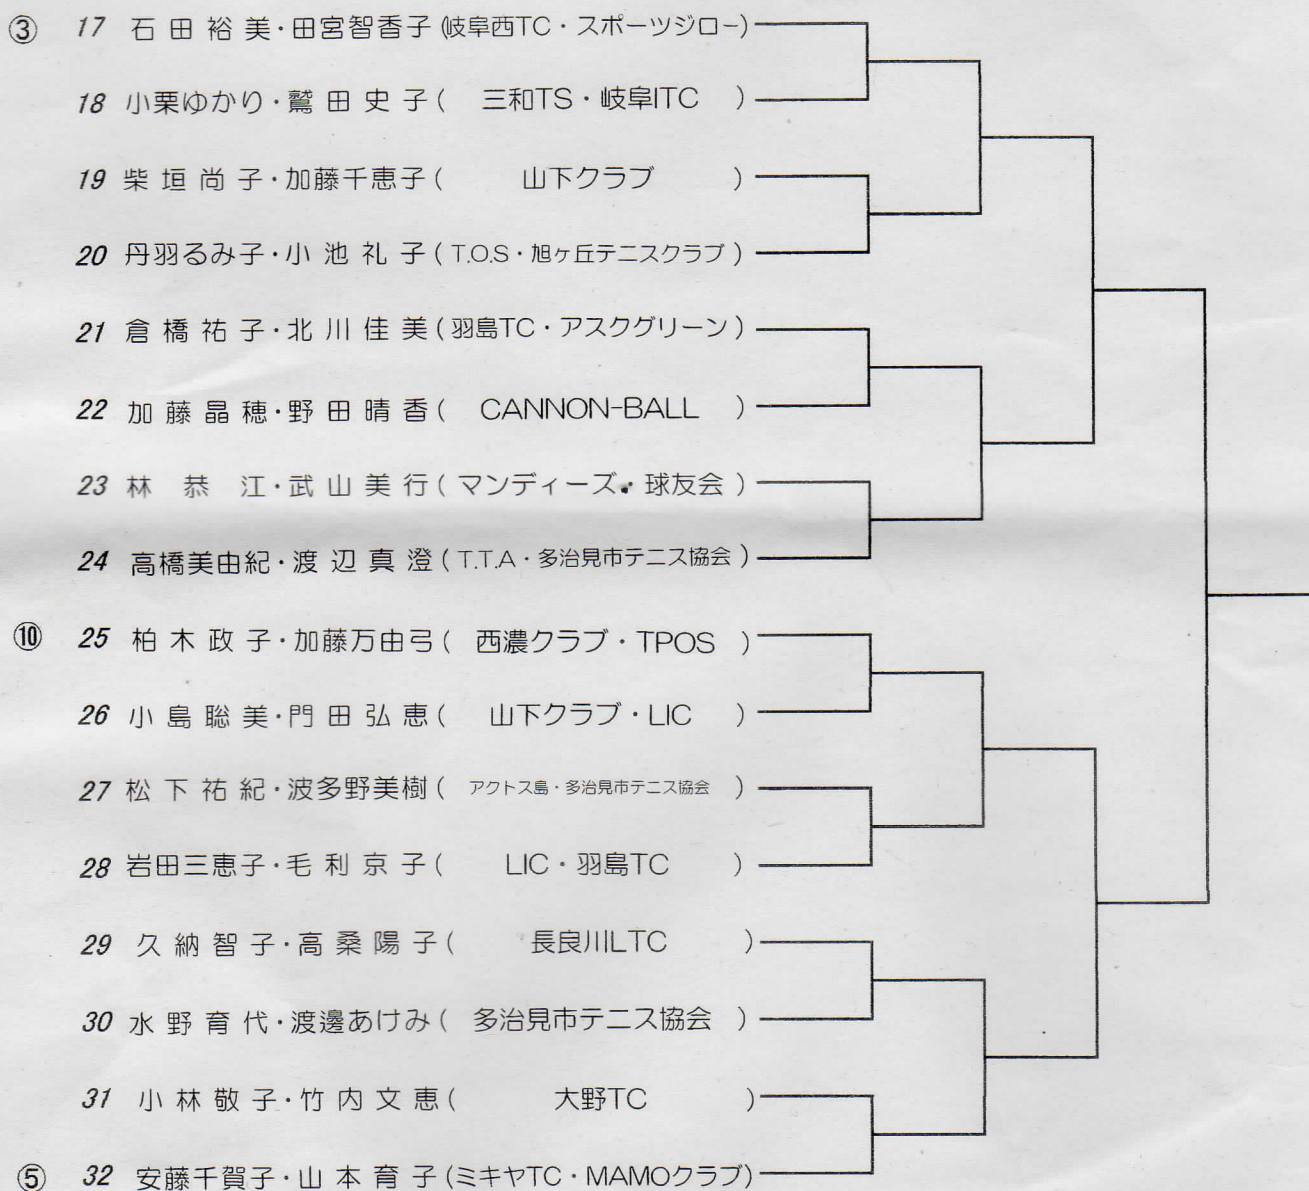 ③ 17 石田裕美・田宮智香子(岐阜西TC・スポーツジロー)
18 小栗ゆかり・鷲田史子(三和TS・岐阜ITC)
19 柴垣尚子・加藤千恵子(山下クラブ)
20 丹羽るみ子・小池礼子(T.O.S・旭ヶ丘テニスクラブ)
21 倉橋祐子・北川佳美(羽島TC・アスクグリーン)
22 加藤晶穂・野田晴香(CANNON-BALL)
23 林恭江・武山美行(マンディーズ・球友会)
24 高橋美由紀・渡辺真澄(T.T.A・多治見市テニス協会)
⑩ 25 柏木政子・加藤万由弓(西濃クラブ・TPOS)
26 小島聡美・門田弘恵(山下クラブ・LIC)
27 松下祐紀・波多野美樹(アクトス島・多治見市テニス協会)
28 岩田三恵子・毛利京子(LIC・羽島TC)
29 久納智子・高桑陽子(長良川LTC)
30 水野育代・渡邊あけみ(多治見市テニス協会)
31 小林敬子・竹内文恵(大野TC)
⑤ 32 安藤千賀子・山本育子(ミキヤTC・MAMOクラブ)